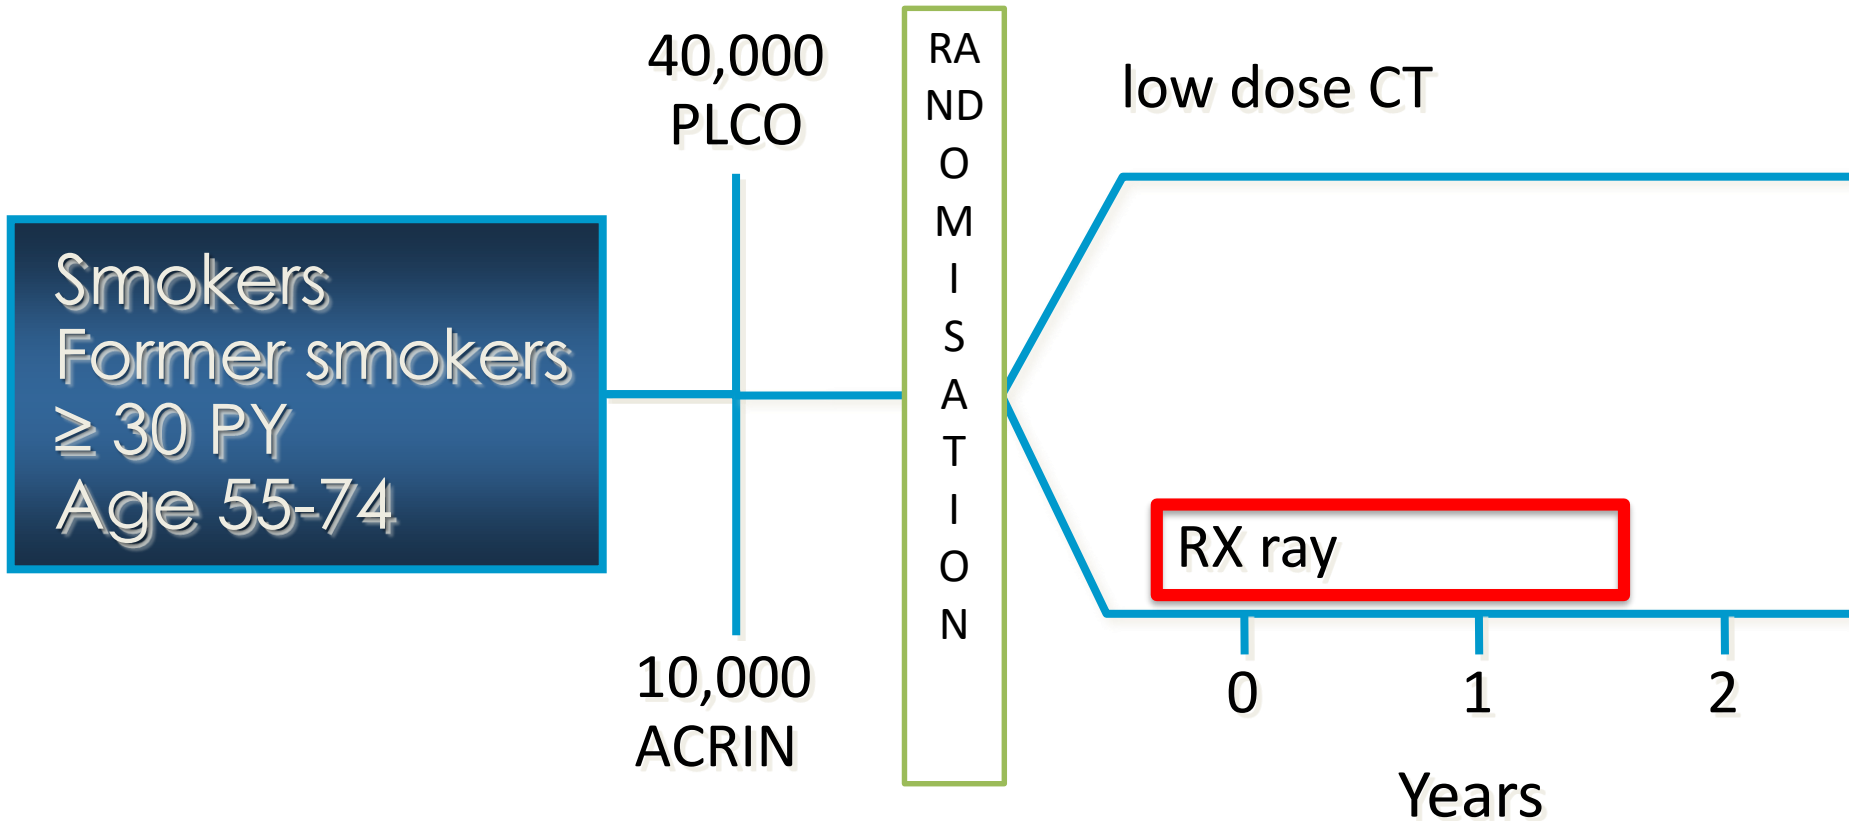 Smokers
Former smokers
≥ 30 PY
Age 55-74
40,000
PLCO
10,000
ACRIN
RA
ND
O
M
I
S
A
T
I
O
N
low dose CT
RX ray
0 1 2
Years